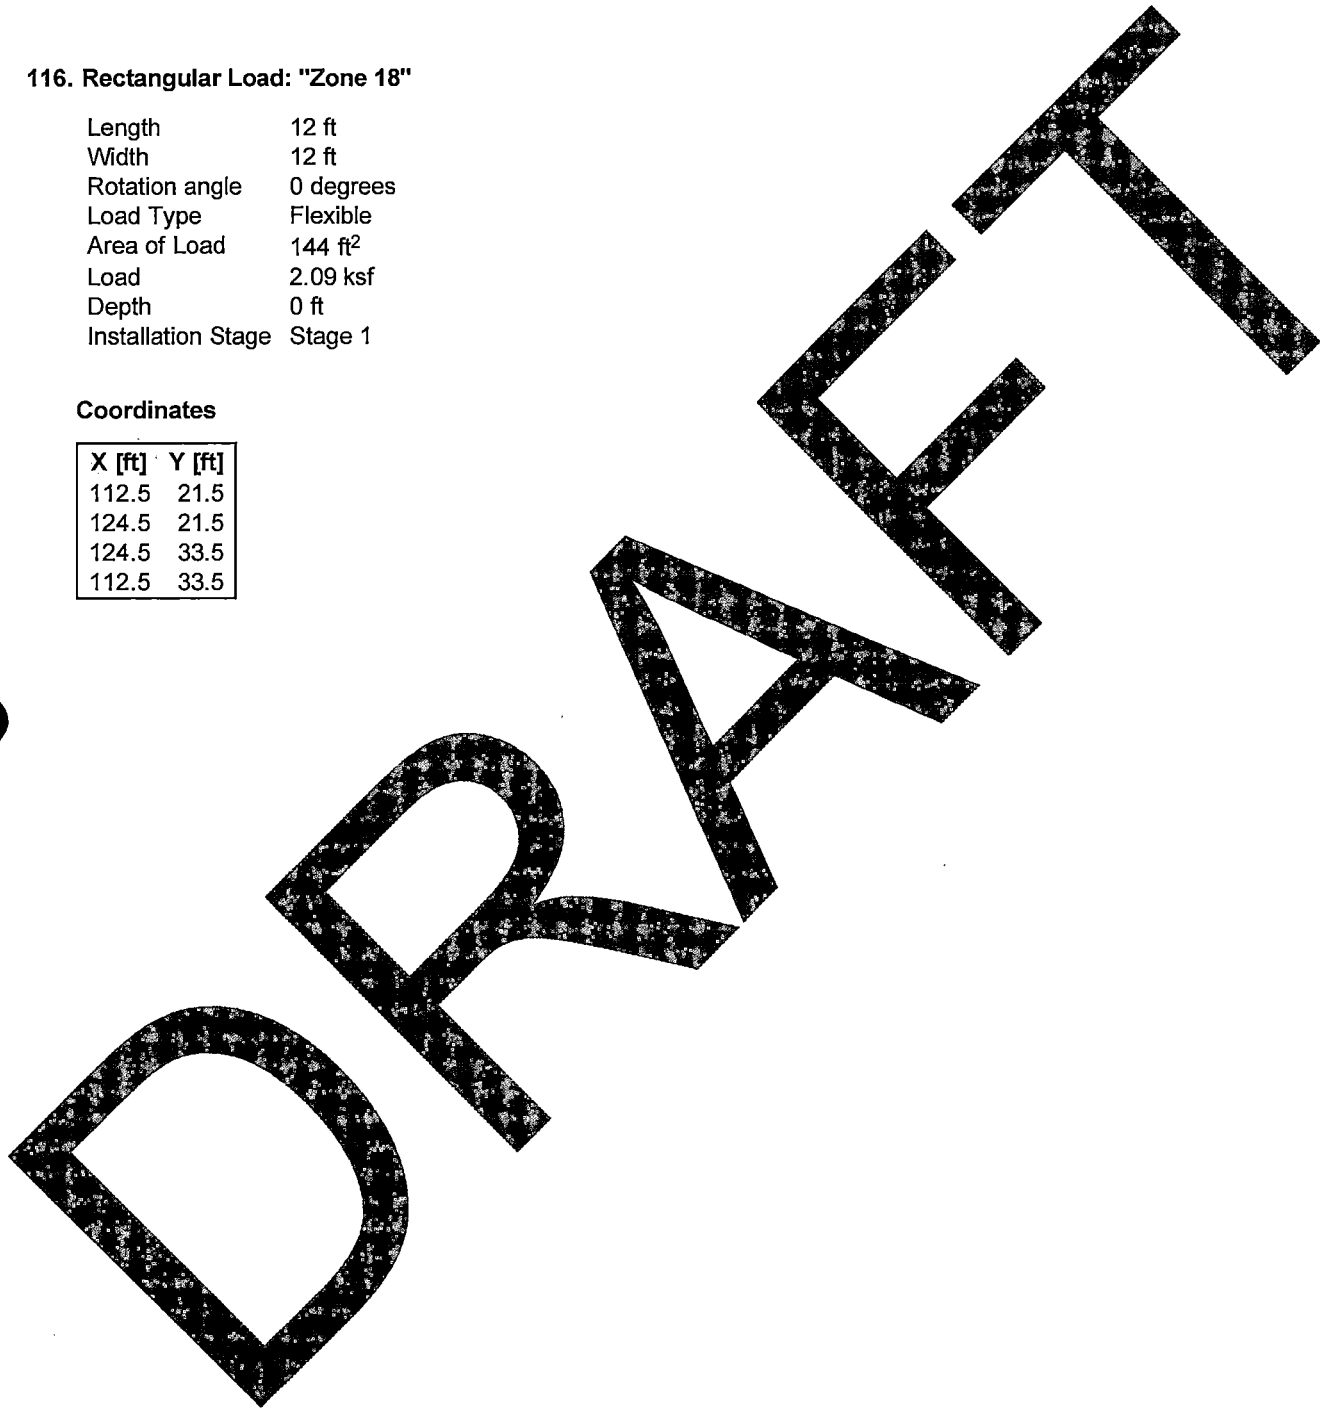 116. Rectangular Load: "Zone 18"
Length 12 ft
Width 12 ft
Rotation angle 0 degrees
Load Type Flexible
Area of Load 144 ft²
Load 2.09 ksf
Depth 0 ft
Installation Stage Stage 1
Coordinates
X [ft] Y [ft]
112.5 21.5
124.5 21.5
124.5 33.5
112.5 33.5
DRAFT